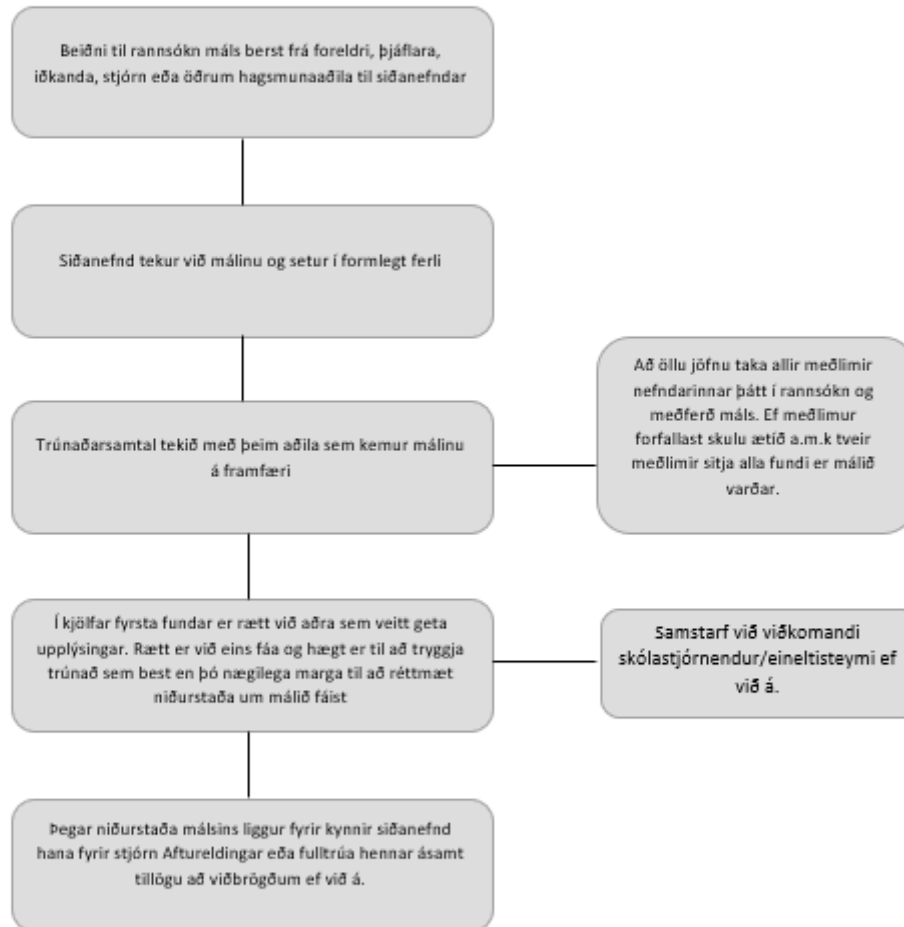 Beiðni til rannsókn máls berst frá foreldri, þjáflara,
iðkanda, stjórn eða öðrum hagsmunaaðila til siðanefndar
Siðanefnd tekur við málinu og setur í formlegt ferli
Trúnaðarsamtal tekið með þeim aðila sem kemur málinu
á framfæri
Að öllu jöfnu taka allir meðlimir
nefndarinnar þátt í rannsókn og
meðferð máls. Ef meðlimur
forfallast skulu ætíð a.m.k tveir
meðlimir sitja alla fundi er málið
varðar.
Í kjölfar fyrsta fundar er rætt við aðra sem veitt geta
upplýsingar. Rætt er við eins fáa og hægt er til að tryggja
trúnað sem best en þó nægilega marga til að réttmæt
niðurstaða um málið fáist
Samstarf við viðkomandi
skólastjórnendur/eineltisteymi ef
við á.
Þegar niðurstaða málsins liggur fyrir kynnir siðanefnd
hana fyrir stjórn Aftureldingar eða fulltrúa hennar ásamt
tillögu að viðbrögðum ef við á.